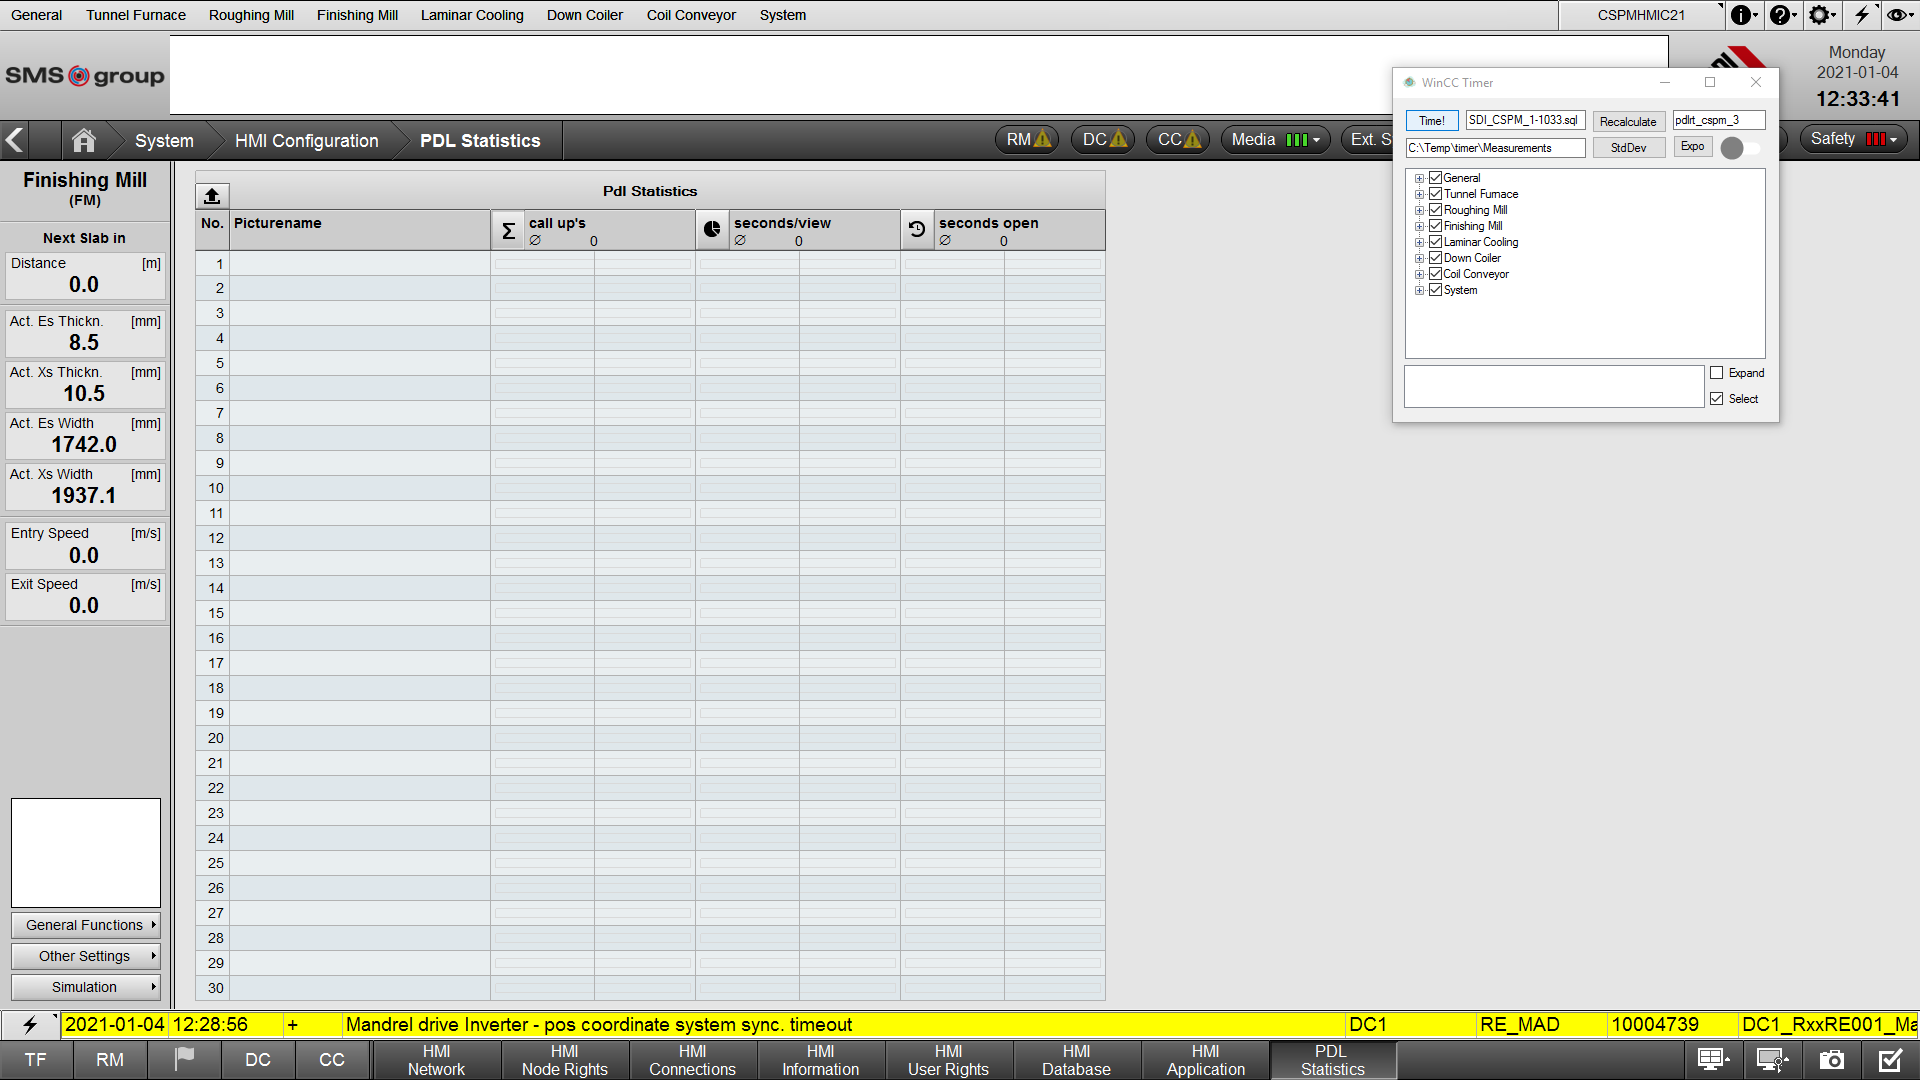 General Tunnel Furnace Roughing Mill Finishing Mill Laminar Cooling Down Coiler Coil Conveyor System CSPMHMIC21
SMS group
Monday
2021-01-04
12:33:41
System HMI Configuration PDL Statistics RM DC CC Media Ext. S Safety
WinCC Timer
Time! SDI_CSPM_1-1033.sql Recalculate pdlrt_cspm_3
C:\Temp\timer\Measurements StdDev Expo
General
Tunnel Furnace
Roughing Mill
Finishing Mill
Laminar Cooling
Down Coiler
Coil Conveyor
System
Expand
Select
Finishing Mill
(FM)
Next Slab in
Distance [m]
0.0
Act. Es Thickn. [mm]
8.5
Act. Xs Thickn. [mm]
10.5
Act. Es Width [mm]
1742.0
Act. Xs Width [mm]
1937.1
Entry Speed [m/s]
0.0
Exit Speed [m/s]
0.0
General Functions
Other Settings
Simulation
Pdl Statistics
No. Picturename Σ call up's seconds/view seconds open
∅ 0 ∅ 0 ∅ 0
1
2
3
4
5
6
7
8
9
10
11
12
13
14
15
16
17
18
19
20
21
22
23
24
25
26
27
28
29
30
2021-01-04 12:28:56 + Mandrel drive Inverter - pos coordinate system sync. timeout DC1 RE_MAD 10004739 DC1_RxxRE001_Ma
TF RM DC CC
HMI Network
HMI Node Rights
HMI Connections
HMI Information
HMI User Rights
HMI Database
HMI Application
PDL Statistics